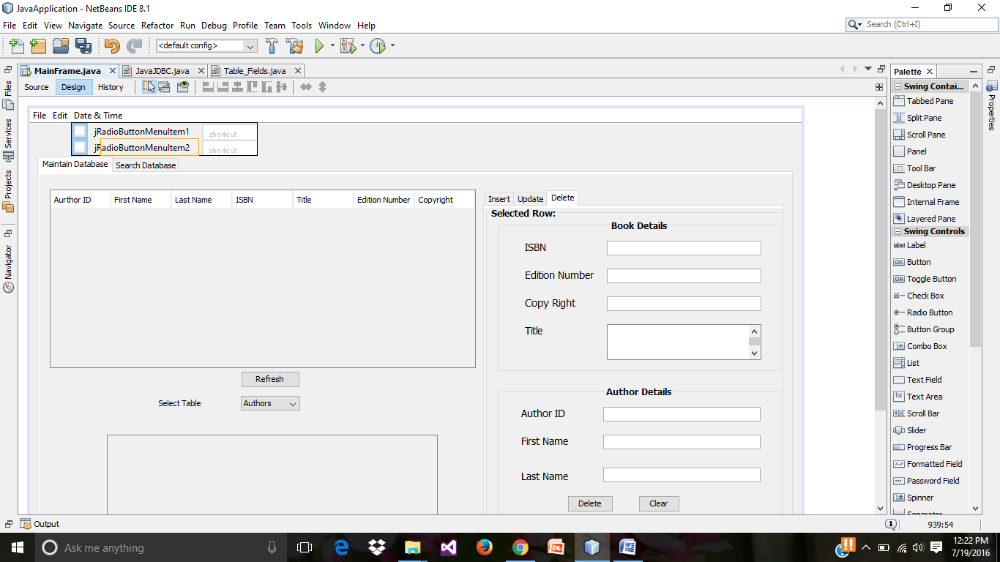 JavaApplication - NetBeans IDE 8.1
File Edit View Navigate Source Refactor Run Debug Profile Team Tools Window Help
Search (Ctrl+I)
<default config>
MainFrame.java
JavaJDBC.java
Table_Fields.java
Palette
Source Design History
Files
Services
Projects
Navigator
Properties
File Edit Date & Time
jRadioButtonMenuItem1 shortcut
jRadioButtonMenuItem2 shortcut
Maintain Database Search Database
Aurthor ID First Name Last Name ISBN Title Edition Number Copyright
Refresh
Select Table Authors
Insert Update Delete
Selected Row:
Book Details
ISBN
Edition Number
Copy Right
Title
Author Details
Author ID
First Name
Last Name
Delete Clear
Swing Contai...
Tabbed Pane
Split Pane
Scroll Pane
Panel
Tool Bar
Desktop Pane
Internal Frame
Layered Pane
Swing Controls
label Label
OK Button
ON Toggle Button
Check Box
Radio Button
Button Group
Combo Box
List
Text Field
Text Area
Scroll Bar
Slider
Progress Bar
Formatted Field
Password Field
Spinner
Separator
Output
1
939:54
Ask me anything
12:22 PM
7/19/2016